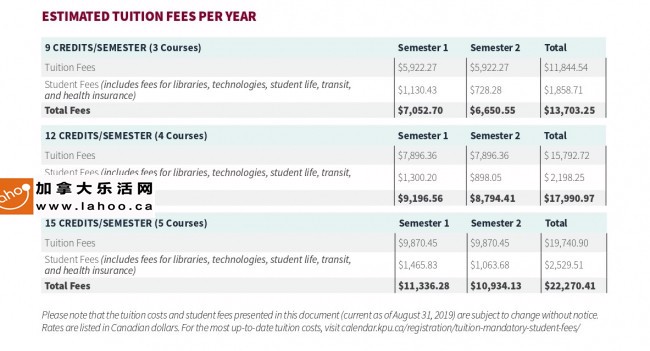 ESTIMATED TUITION FEES PER YEAR
9 CREDITS/SEMESTER (3 Courses) Semester 1 Semester 2 Total
Tuition Fees $5,922.27 $5,922.27 $11,844.54
Student Fees (includes fees for libraries, technologies, student life, transit,
and health insurance) $1,130.43 $728.28 $1,858.71
Total Fees $7,052.70 $6,650.55 $13,703.25
12 CREDITS/SEMESTER (4 Courses) Semester 1 Semester 2 Total
Tuition Fees $7,896.36 $7,896.36 $15,792.72
Student Fees (includes fees for libraries, technologies, student life, transit,
$1,300.20 $898.05 $ 2,198.25
$9,196.56 $8,794.41 $17,990.97
aho
加拿大乐活网
www.lahoo.ca
15 CREDITS/SEMESTER (5 Courses) Semester 1 Semester 2 Total
Tuition Fees $9,870.45 $9,870.45 $19,740.90
Student Fees (includes fees for libraries, technologies, student life, transit,
and health insurance) $1,465.83 $1,063.68 $2,529.51
Total Fees $11,336.28 $10,934.13 $22,270.41
Please note that the tuition costs and student fees presented in this document (current as of August 31, 2019) are subject to change without notice.
Rates are listed in Canadian dollars. For the most up-to-date tuition costs, visit calendar.kpu.ca/registration/tuition-mandatory-student-fees/